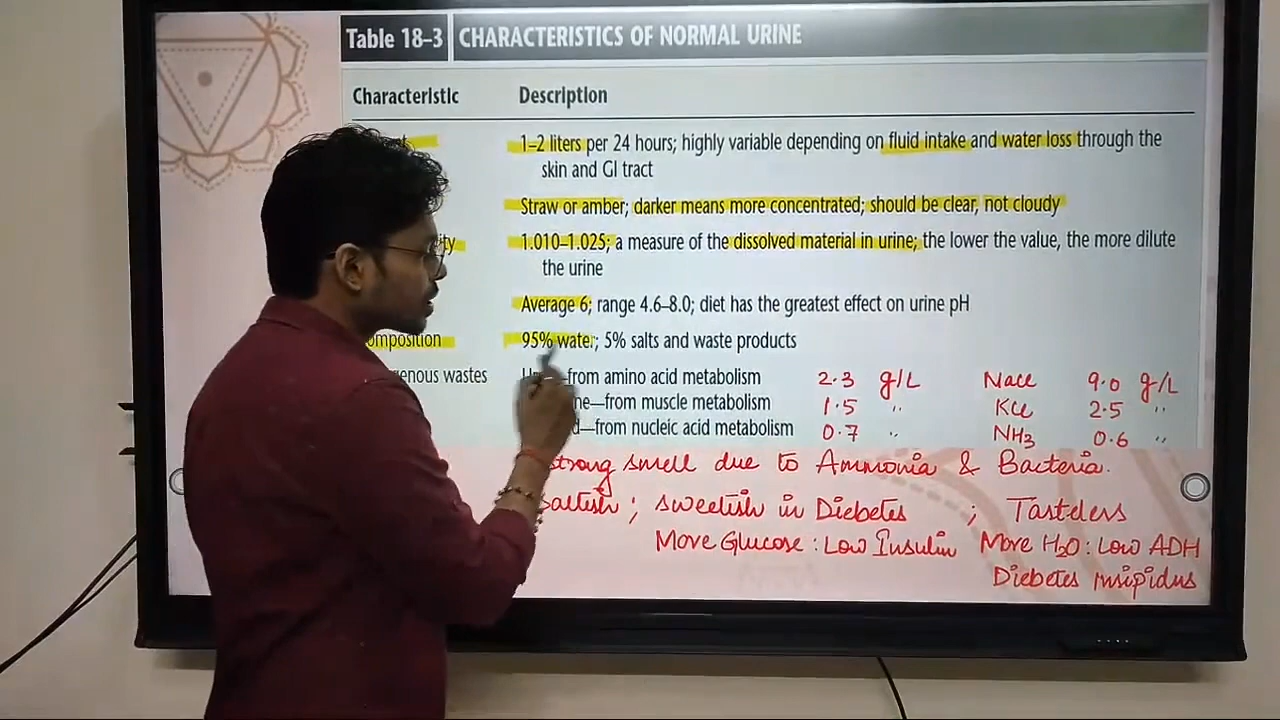 Table 18–3 CHARACTERISTICS OF NORMAL URINE
Characteristic Description
1–2 liters per 24 hours; highly variable depending on fluid intake and water loss through the
skin and GI tract
Straw or amber; darker means more concentrated; should be clear, not cloudy
1.010–1.025; a measure of the dissolved material in urine; the lower the value, the more dilute
the urine
Average 6; range 4.6–8.0; diet has the greatest effect on urine pH
omposition 95% water; 5% salts and waste products
genous wastes —from amino acid metabolism 2.3 g/L NaCl 9.0 g/L
ne—from muscle metabolism 1.5 " KCl 2.5 "
d—from nucleic acid metabolism 0.7 " NH3 0.6 "
strong smell due to Ammonia & Bacteria.
Saltish ; sweetish in Diabetes ; Tasteless
More Glucose : Low Insulin More H2O : Low ADH
Diabetes insipidus